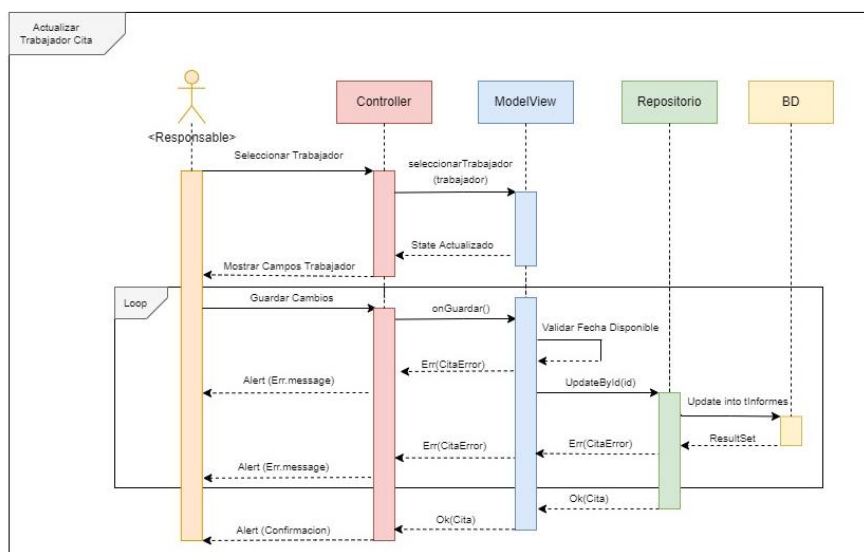 Actualizar
Trabajador Cita
Controller
ModelView
Repositorio
BD
<Responsable>
Seleccionar Trabajador
seleccionarTrabajador
(trabajador)
State Actualizado
Mostrar Campos Trabajador
Loop
Guardar Cambios
onGuardar()
Validar Fecha Disponible
Err(CitaError)
Alert (Err.message)
UpdateById(id)
Update into tInformes
ResultSet
Err(CitaError)
Err(CitaError)
Alert (Err.message)
Ok(Cita)
Ok(Cita)
Alert (Confirmacion)